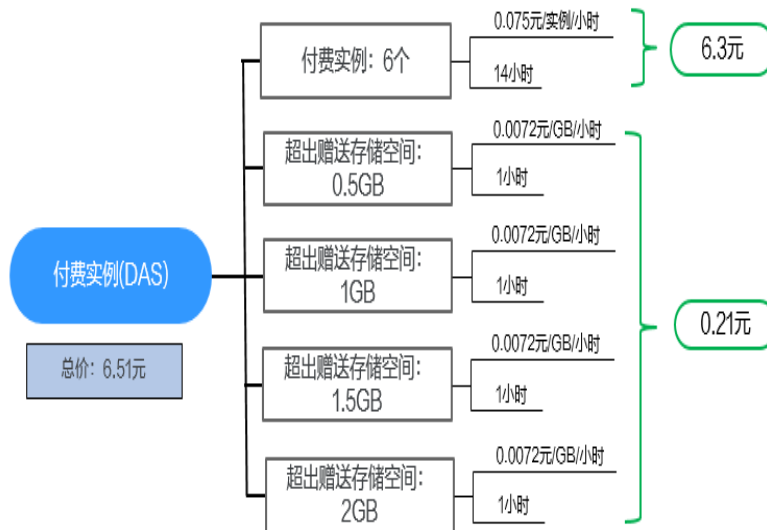 0.075元/实例/小时
付费实例：6个
14小时
6.3元
0.0072元/GB/小时
超出赠送存储空间：
0.5GB
1小时
0.0072元/GB/小时
超出赠送存储空间：
1GB
1小时
付费实例(DAS)
总价：6.51元
0.21元
0.0072元/GB/小时
超出赠送存储空间：
1.5GB
1小时
0.0072元/GB/小时
超出赠送存储空间：
2GB
1小时